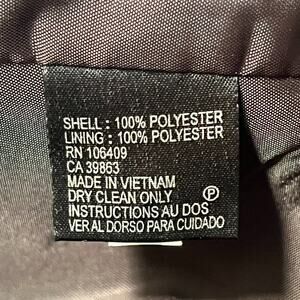 SHELL : 100% POLYESTER
LINING : 100% POLYESTER
RN 106409
CA 39863
MADE IN VIETNAM
DRY CLEAN ONLY Ⓟ
INSTRUCTIONS AU DOS
VER AL DORSO PARA CUIDADO